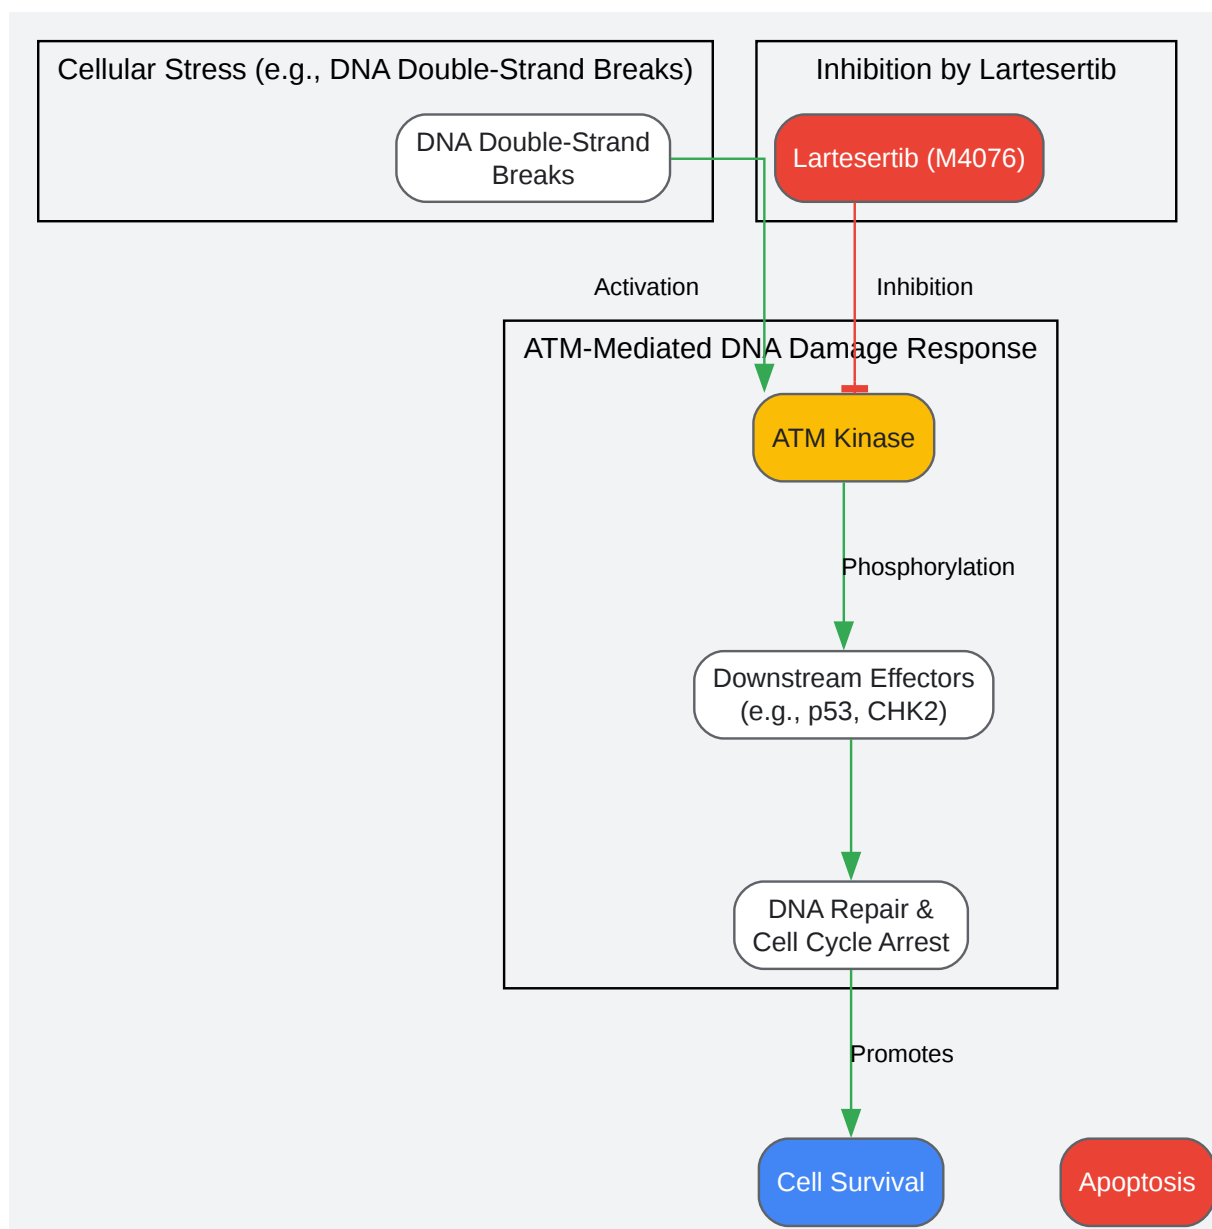 Cellular Stress (e.g., DNA Double-Strand Breaks)
Inhibition by Lartesertib
DNA Double-Strand
Breaks
Lartesertib (M4076)
Activation
Inhibition
ATM-Mediated DNA Damage Response
ATM Kinase
Phosphorylation
Downstream Effectors
(e.g., p53, CHK2)
DNA Repair &
Cell Cycle Arrest
Promotes
Cell Survival
Apoptosis